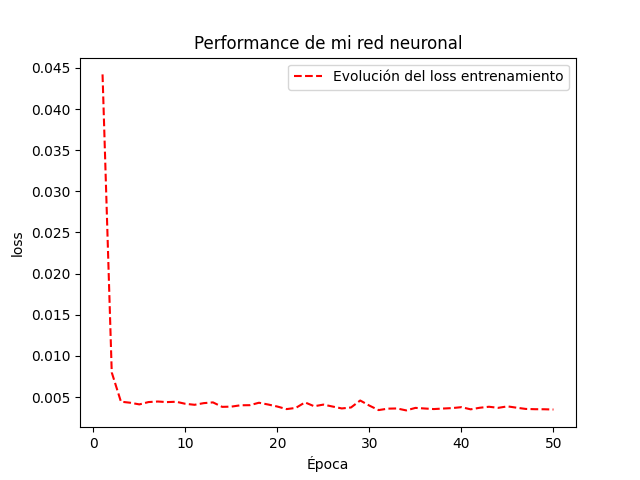 Performance de mi red neuronal
Evolución del loss entrenamiento
0.045
0.040
0.035
0.030
0.025
0.020
0.015
0.010
0.005
loss
0 10 20 30 40 50
Época